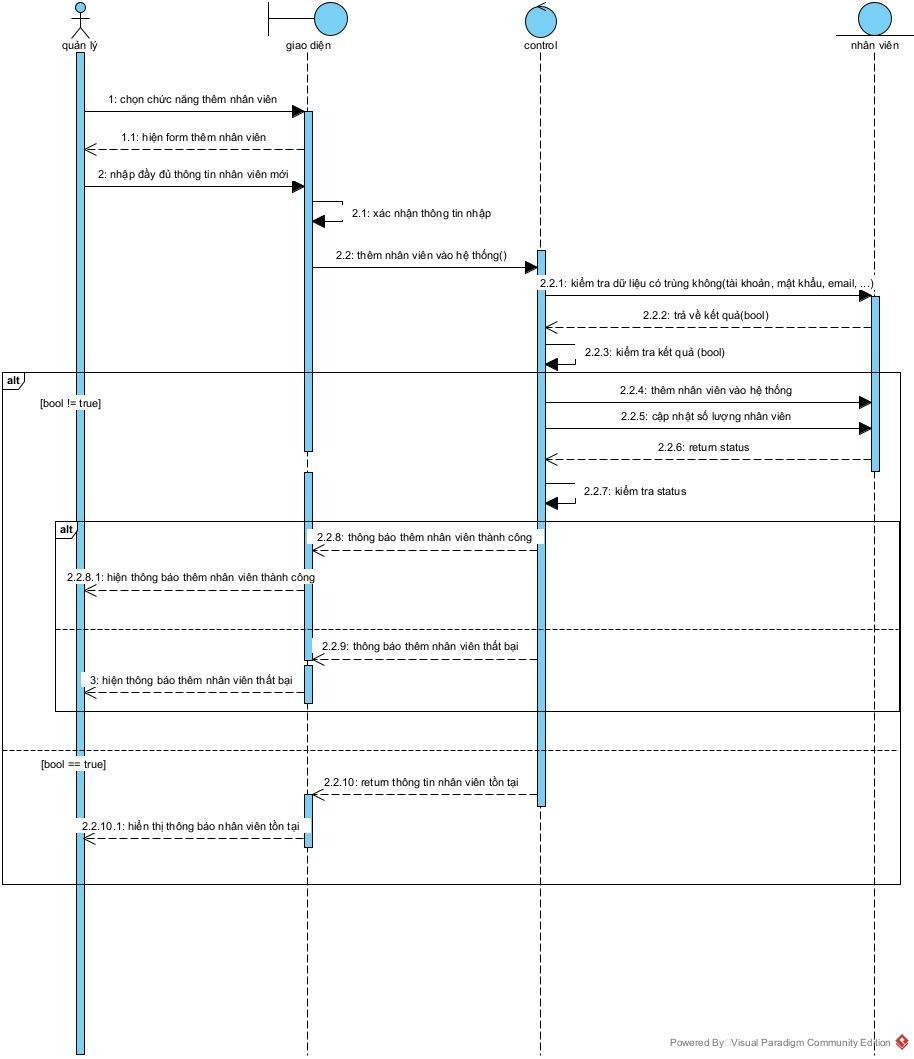 quản lý
giao diện
control
nhân viên
1: chọn chức năng thêm nhân viên
1.1: hiện form thêm nhân viên
2: nhập đầy đủ thông tin nhân viên mới
2.1: xác nhận thông tin nhập
2.2: thêm nhân viên vào hệ thống()
2.2.1: kiểm tra dữ liệu có trùng không(tài khoản, mật khẩu, email, ...)
2.2.2: trả về kết quả(bool)
2.2.3: kiểm tra kết quả (bool)
alt
[bool != true]
2.2.4: thêm nhân viên vào hệ thống
2.2.5: cập nhật số lượng nhân viên
2.2.6: return status
2.2.7: kiểm tra status
alt
2.2.8: thông báo thêm nhân viên thành công
2.2.8.1: hiện thông báo thêm nhân viên thành công
2.2.9: thông báo thêm nhân viên thất bại
3: hiện thông báo thêm nhân viên thất bại
[bool == true]
2.2.10: return thông tin nhân viên tồn tại
2.2.10.1: hiển thị thông báo nhân viên tồn tại
Powered By Visual Paradigm Community Edition